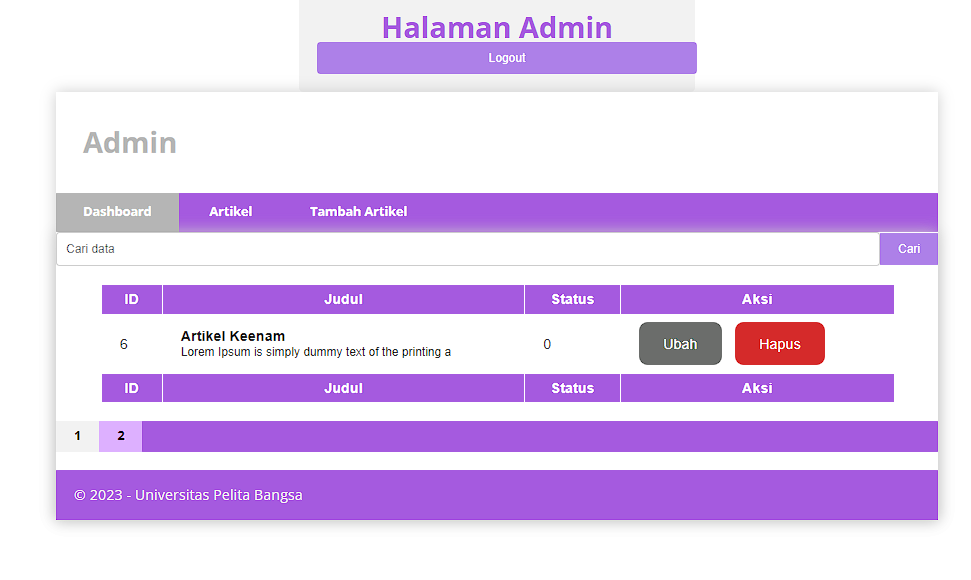 Halaman Admin
Logout
Admin
Dashboard Artikel Tambah Artikel
Cari data Cari
ID Judul Status Aksi
6 Artikel Keenam 0 Ubah Hapus
Lorem Ipsum is simply dummy text of the printing a
ID Judul Status Aksi
1 2
© 2023 - Universitas Pelita Bangsa